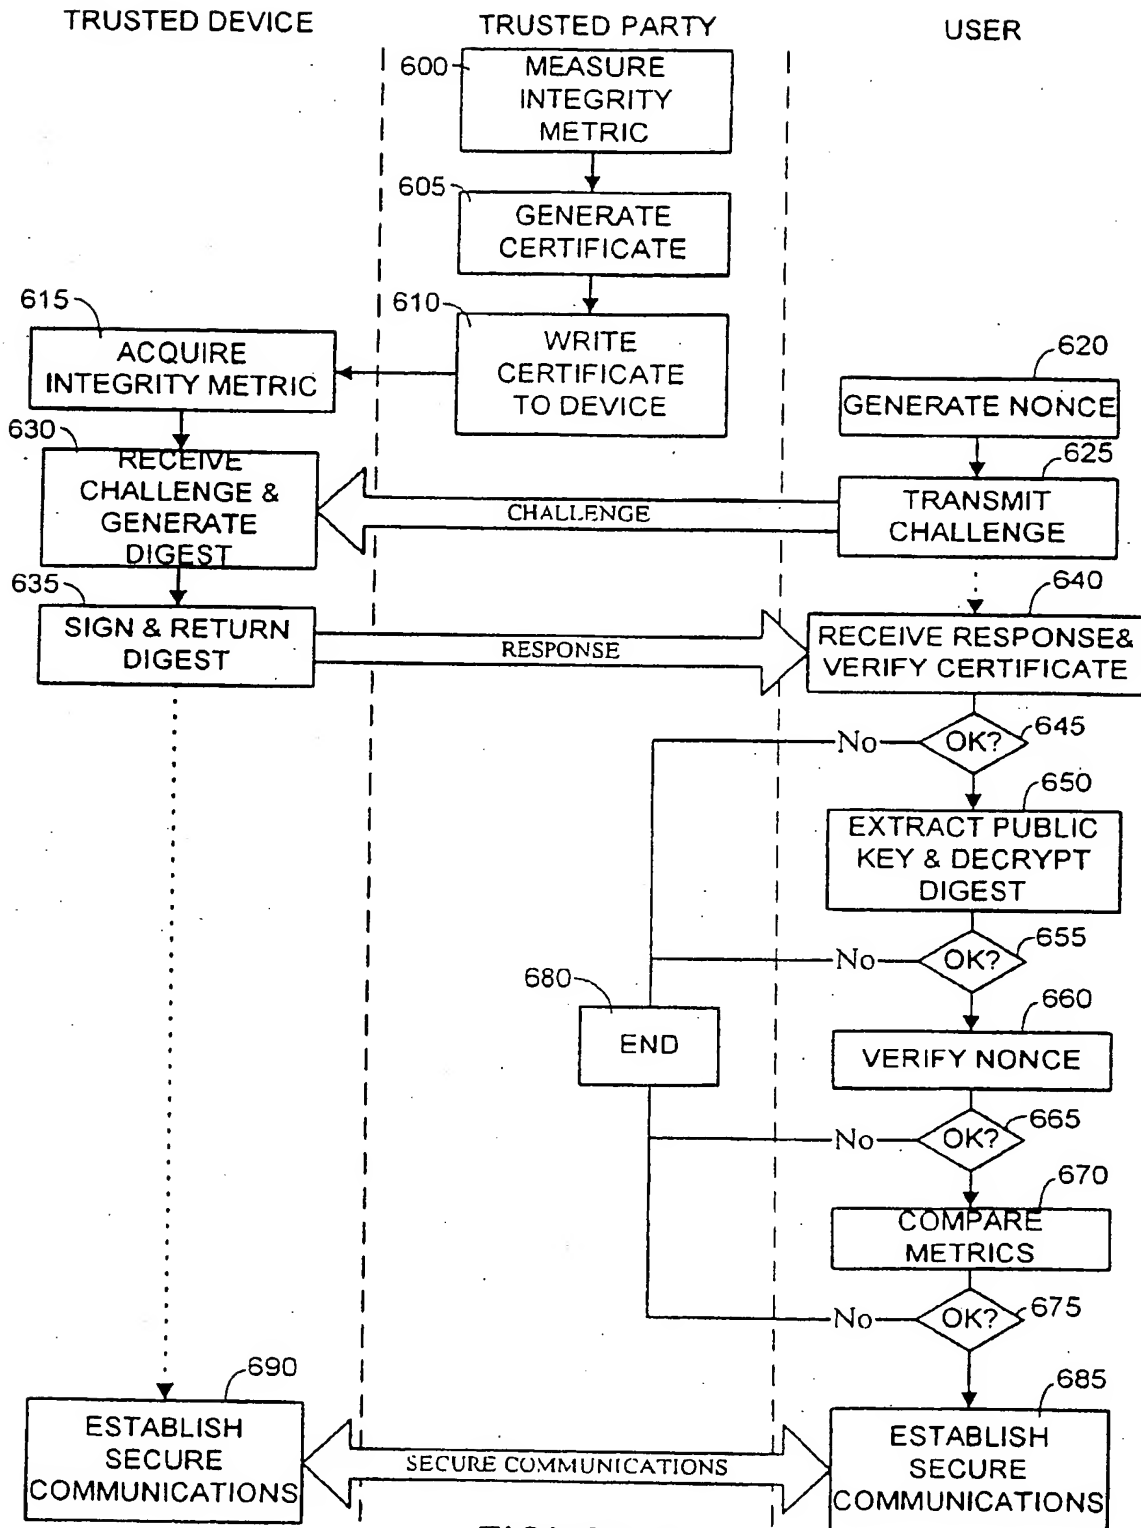 TRUSTED DEVICE
TRUSTED PARTY
USER
600
MEASURE
INTEGRITY
METRIC
605
GENERATE
CERTIFICATE
610
WRITE
CERTIFICATE
TO DEVICE
615
ACQUIRE
INTEGRITY METRIC
620
GENERATE NONCE
625
TRANSMIT
CHALLENGE
CHALLENGE
630
RECEIVE
CHALLENGE &
GENERATE
DIGEST
635
SIGN & RETURN
DIGEST
RESPONSE
640
RECEIVE RESPONSE&
VERIFY CERTIFICATE
645
OK?
No
650
EXTRACT PUBLIC
KEY & DECRYPT
DIGEST
655
OK?
No
680
END
660
VERIFY NONCE
665
OK?
No
670
COMPARE
METRICS
675
OK?
No
690
ESTABLISH
SECURE
COMMUNICATIONS
SECURE COMMUNICATIONS
685
ESTABLISH
SECURE
COMMUNICATIONS